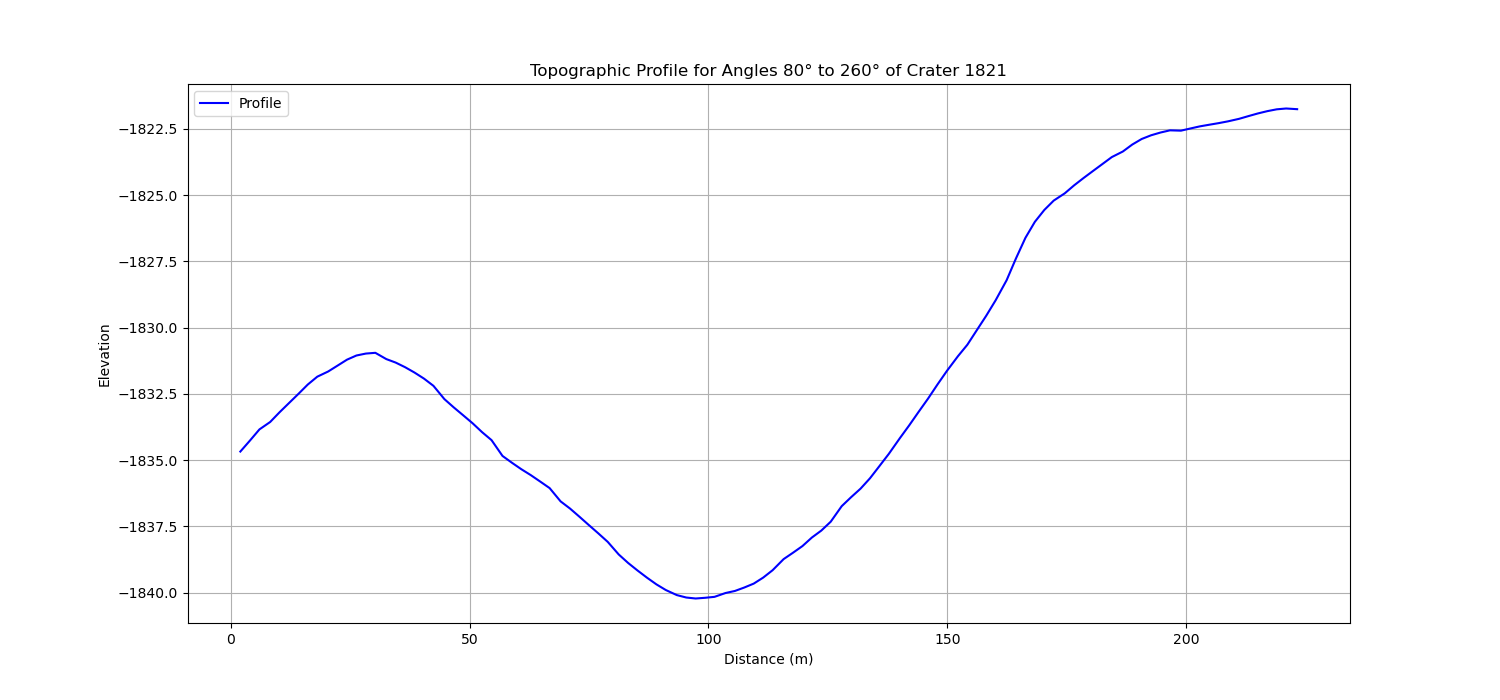 Topographic Profile for Angles 80° to 260° of Crater 1821
Profile
−1822.5
−1825.0
−1827.5
−1830.0
−1832.5
−1835.0
−1837.5
−1840.0
Elevation
0 50 100 150 200
Distance (m)